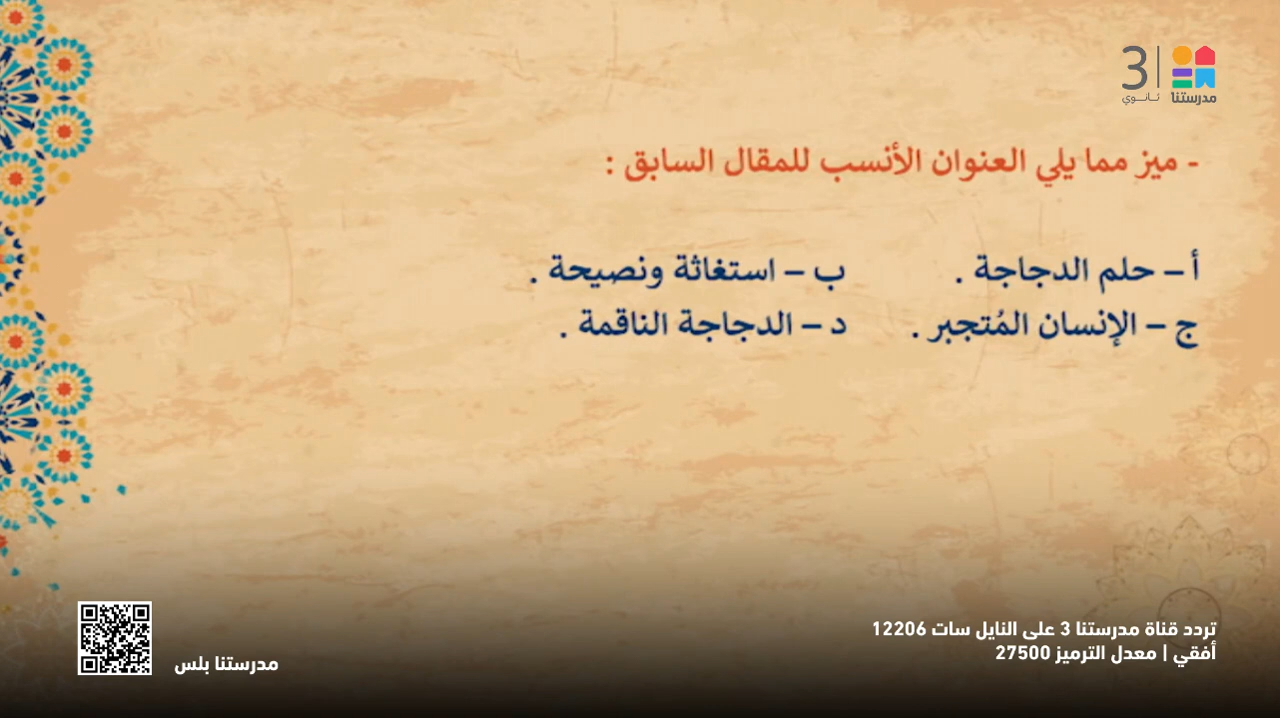 3 ثانوي
مدرستنا
- ميز مما يلي العنوان الأنسب للمقال السابق :
أ – حلم الدجاجة . ب – استغاثة ونصيحة .
ج – الإنسان المُتجبر . د – الدجاجة الناقمة .
تردد قناة مدرستنا 3 على النايل سات 12206
أفقي | معدل الترميز 27500
مدرستنا بلس